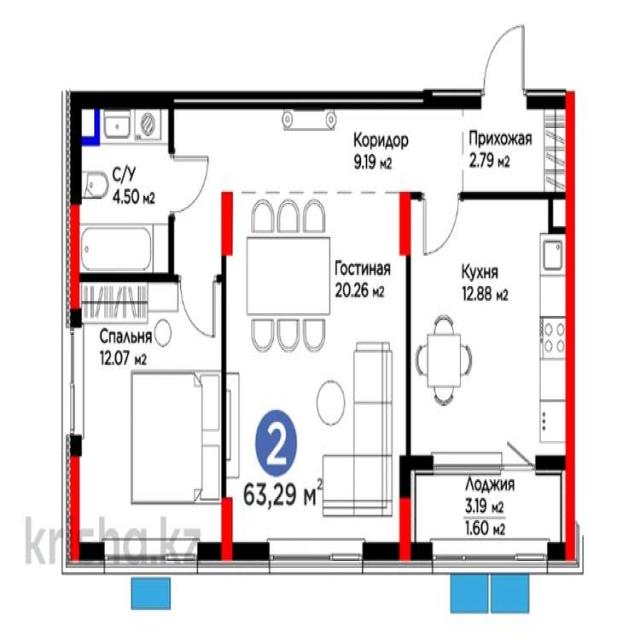 Коридор
9.19 м2
Прихожая
2.79 м2
С/У
4.50 м2
Гостиная
20.26 м2
Кухня
12.88 м2
Спальня
12.07 м2
2
63,29 м2
Лоджия
3.19 м2
1.60 м2
krisha.kz